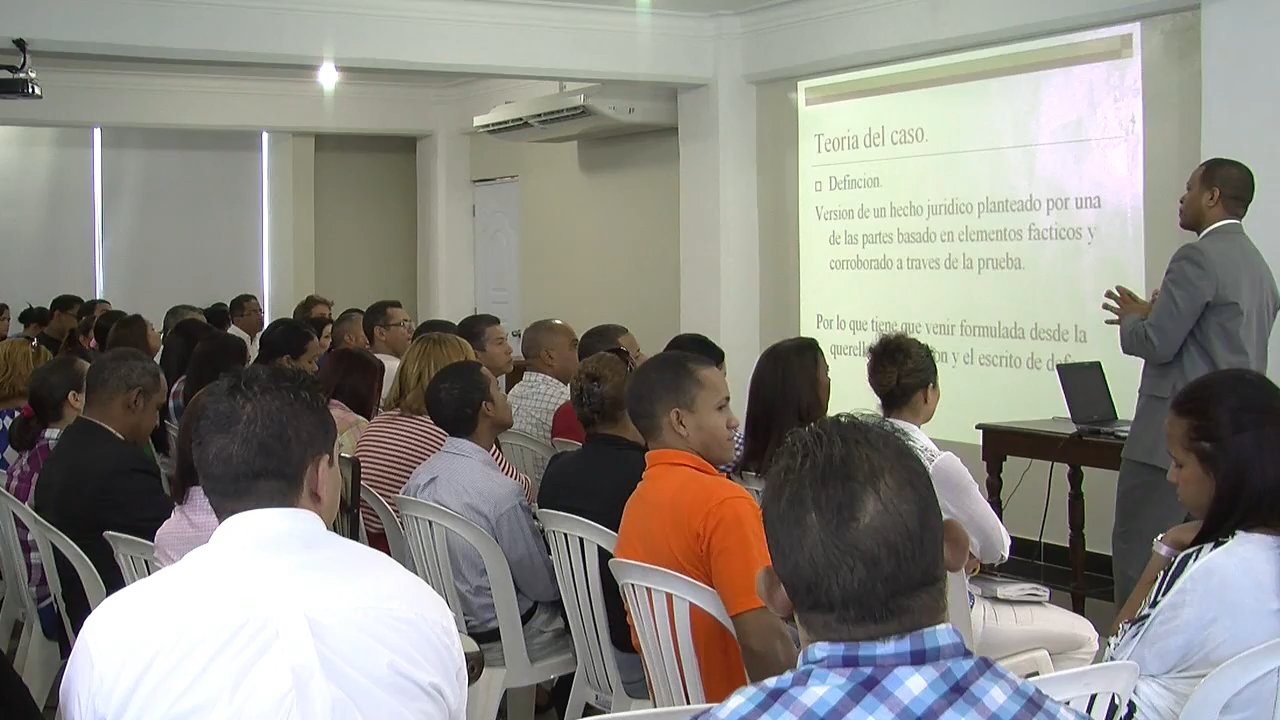 Teoria del caso.
Defincion.
Version de un hecho juridico planteado por una
de las partes basado en elementos facticos y
corroborado a traves de la prueba.
Por lo que tiene que venir formulada desde la
y el escrito de